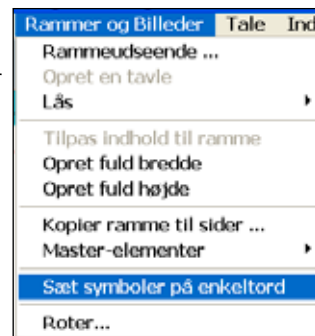 Rammer og Billeder Tale Ind
Rammeudseende ...
Opret en tavle
Lås
Tilpas indhold til ramme
Opret fuld bredde
Opret fuld højde
Kopier ramme til sider ...
Master-elementer
Sæt symboler på enkeltord
Roter...